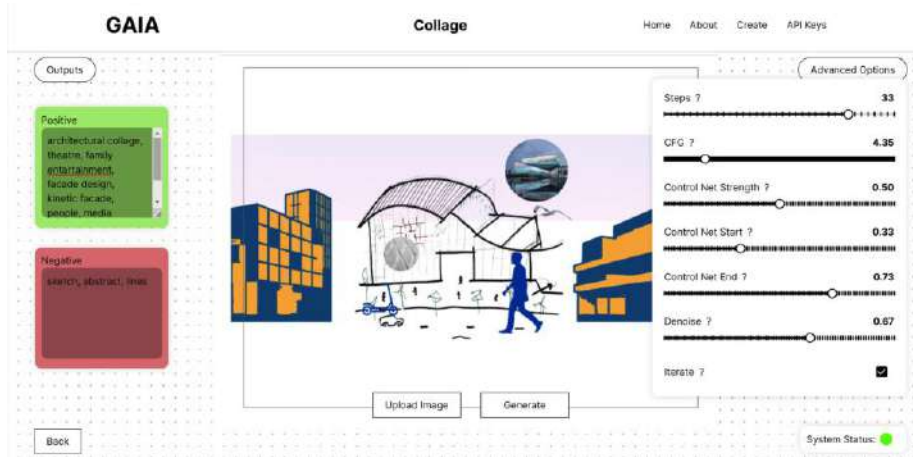 GAIA
Collage
Home About Create API Keys
Outputs
Advanced Options
Positive
architectural collage,
theatre, family
entartainment,
facade design,
kinetic facade,
people, media
Negative
sketch, abstract, lines
Steps ? 33
CFG ? 4.35
Control Net Strength ? 0.50
Control Net Start ? 0.33
Control Net End ? 0.73
Denoise ? 0.67
Iterate ?
Upload Image
Generate
Back
System Status: